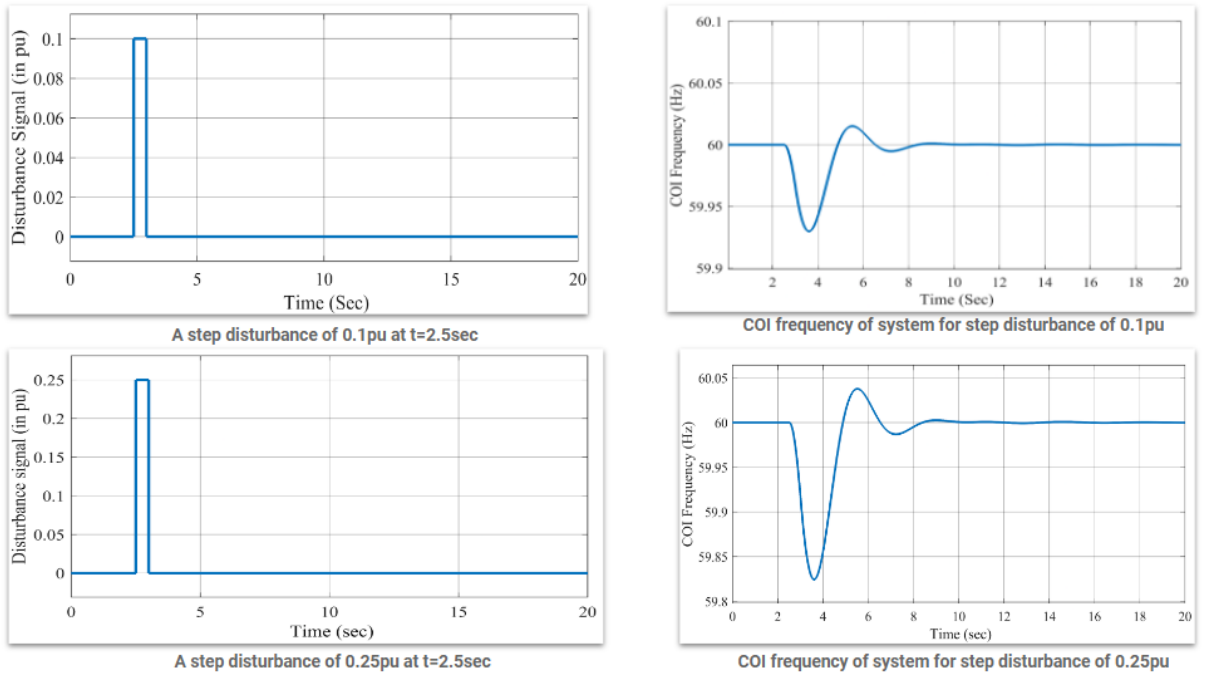 Disturbance Signal (in pu)
0.1
0.08
0.06
0.04
0.02
0
0 5 10 15 20
Time (Sec)
A step disturbance of 0.1pu at t=2.5sec
COI Frequency (Hz)
60.1
60.05
60
59.95
59.9
2 4 6 8 10 12 14 16 18 20
Time (Sec)
COI frequency of system for step disturbance of 0.1pu
Disturbance signal (in pu)
0.25
0.2
0.15
0.1
0.05
0
0 5 10 15 20
Time (sec)
A step disturbance of 0.25pu at t=2.5sec
COI Frequency (Hz)
60.05
60
59.95
59.9
59.85
59.8
0 2 4 6 8 10 12 14 16 18 20
Time (sec)
COI frequency of system for step disturbance of 0.25pu